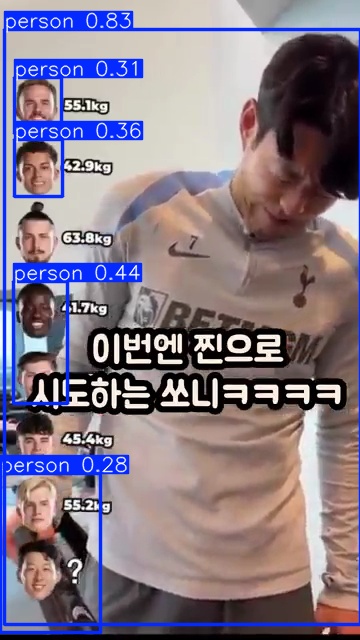 person 0.83
person 0.31
55.1kg
person 0.36
42.9kg
63.8kg
7
person 0.44
1.7kg
BETMGM
이번엔 찐으로
시도하는 쏘니ㅋㅋㅋㅋ
45.4kg
person 0.28
55.2kg
?